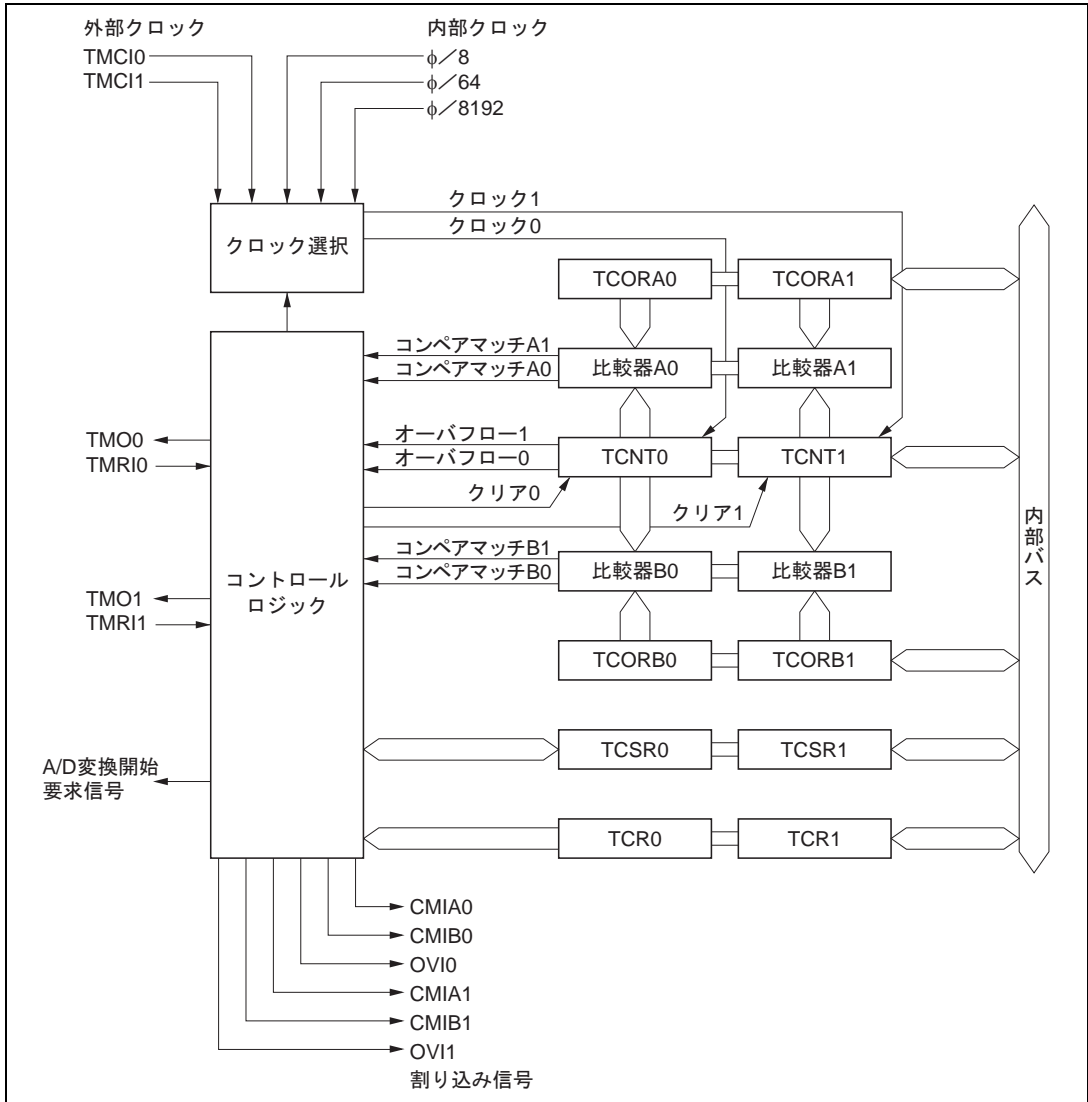 外部クロック
TMCI0
TMCI1
内部クロック
φ／8
φ／64
φ／8192
クロック1
クロック0
クロック選択
TCORA0
TCORA1
コンペアマッチA1
コンペアマッチA0
比較器A0
比較器A1
TMO0
TMRI0
オーバフロー1
オーバフロー0
TCNT0
TCNT1
クリア0
クリア1
内部バス
コンペアマッチB1
コンペアマッチB0
比較器B0
比較器B1
コントロール
ロジック
TMO1
TMRI1
TCORB0
TCORB1
TCSR0
TCSR1
A/D変換開始
要求信号
TCR0
TCR1
CMIA0
CMIB0
OVI0
CMIA1
CMIB1
OVI1
割り込み信号